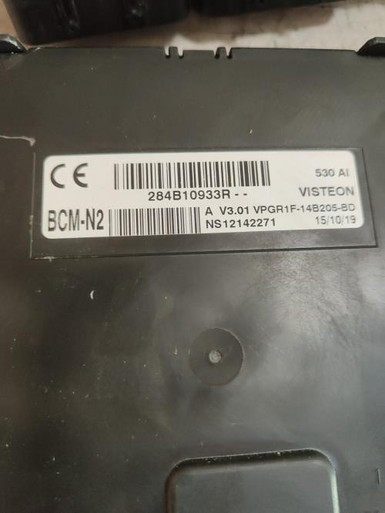 CE 530 AI
284B10933R - - VISTEON
BCM-N2 A V3.01 VPGR1F-14B205-BD
NS12142271 15/10/19